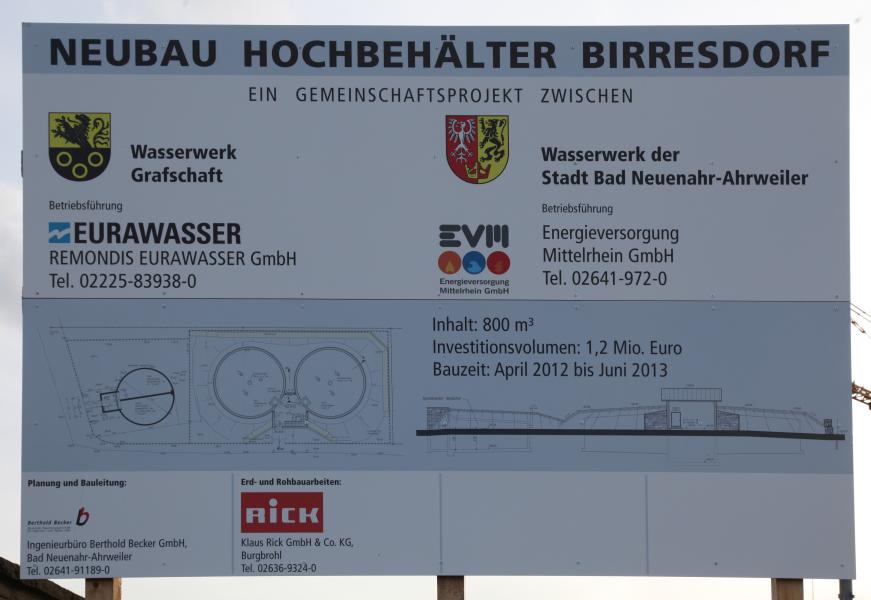 NEUBAU HOCHBEHÄLTER BIRRESDORF
EIN GEMEINSCHAFTSPROJEKT ZWISCHEN
Wasserwerk
Grafschaft
Betriebsführung
EURAWASSER
REMONDIS EURAWASSER GmbH
Tel. 02225-83938-0
Wasserwerk der
Stadt Bad Neuenahr-Ahrweiler
Betriebsführung
EVM
Energieversorgung
Mittelrhein GmbH
Energieversorgung
Mittelrhein GmbH
Tel. 02641-972-0
Inhalt: 800 m³
Investitionsvolumen: 1,2 Mio. Euro
Bauzeit: April 2012 bis Juni 2013
Planung und Bauleitung:
Berthold Becker
Ingenieurbüro Berthold Becker GmbH,
Bad Neuenahr-Ahrweiler
Tel. 02641-91189-0
Erd- und Rohbauarbeiten:
RICK
Klaus Rick GmbH & Co. KG,
Burgbrohl
Tel. 02636-9324-0